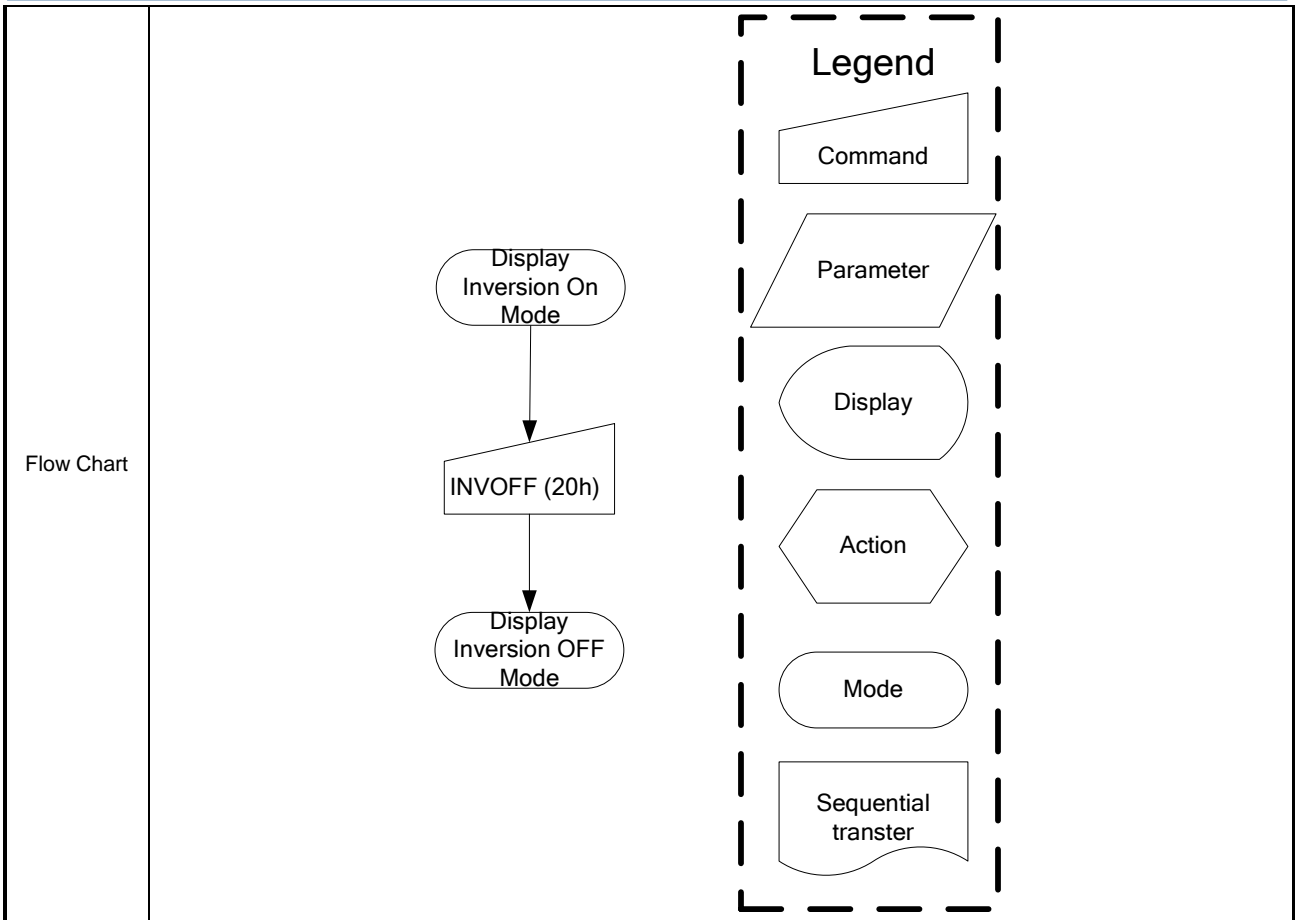 Flow Chart
Display
Inversion On
Mode
INVOFF (20h)
Display
Inversion OFF
Mode
Legend
Command
Parameter
Display
Action
Mode
Sequential
transter